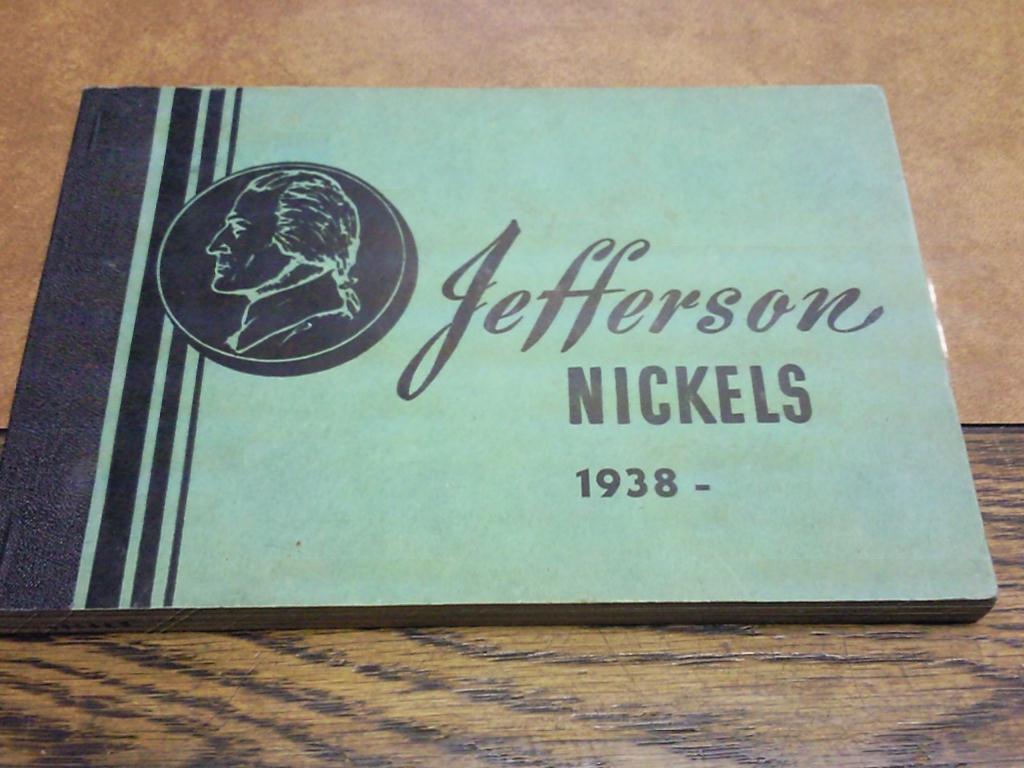 Jefferson
NICKELS
1938 -